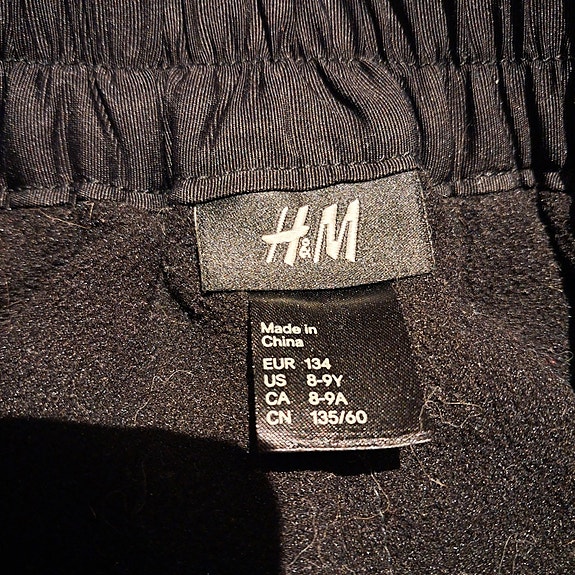 H&M
Made in
China
EUR 134
US 8-9Y
CA 8-9A
CN 135/60